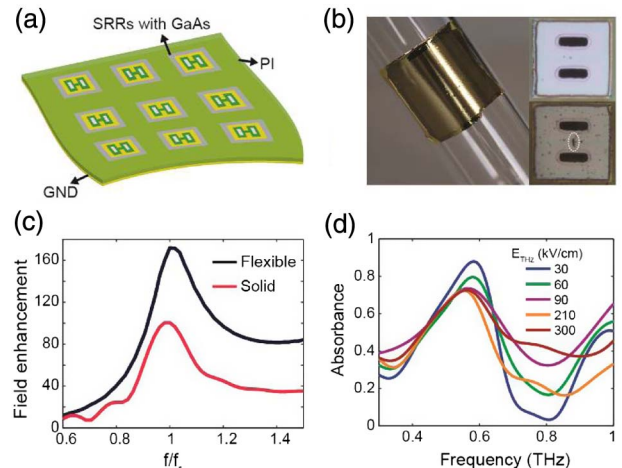 (a)
SRRs with GaAs
PI
GND
(b)
(c)
Field enhancement
160
120
80
40
0
Flexible
Solid
0.6 0.8 1 1.2 1.4
(d)
Absorbance
1
0.8
0.6
0.4
0.2
0
E_THz (kV/cm)
30
60
90
210
300
0.4 0.6 0.8 1
Frequency (THz)